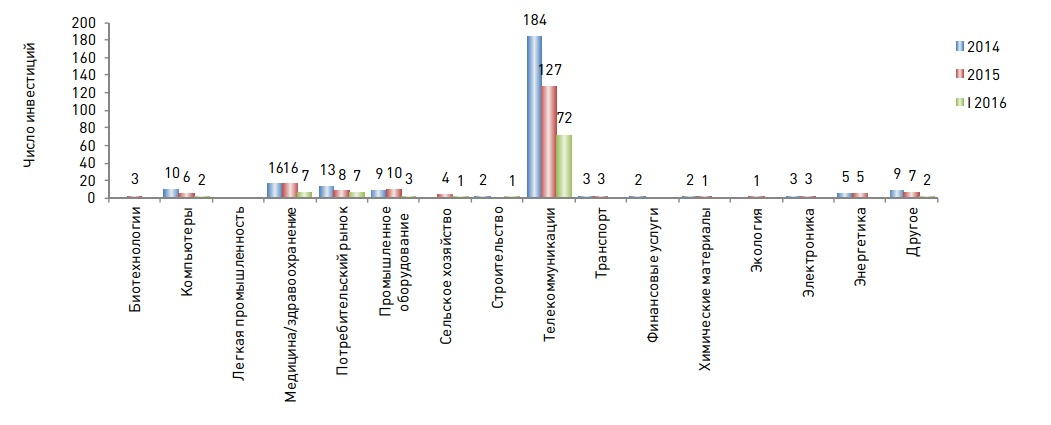 Число инвестиций
200
180
160
140
120
100
80
60
40
20
0
3
10 6 2
16 16 7
13 8 7
9 10 3
4 1
2 1
184
127
72
3 3
2
2 1
1
3 3
5 5
9 7 2
Биотехнологии
Компьютеры
Легкая промышленность
Медицина/здравоохранение
Потребительский рынок
Промышленное
оборудование
Сельское хозяйство
Строительство
Телекоммуникации
Транспорт
Финансовые услуги
Химические материалы
Экология
Электроника
Энергетика
Другое
2014
2015
I 2016